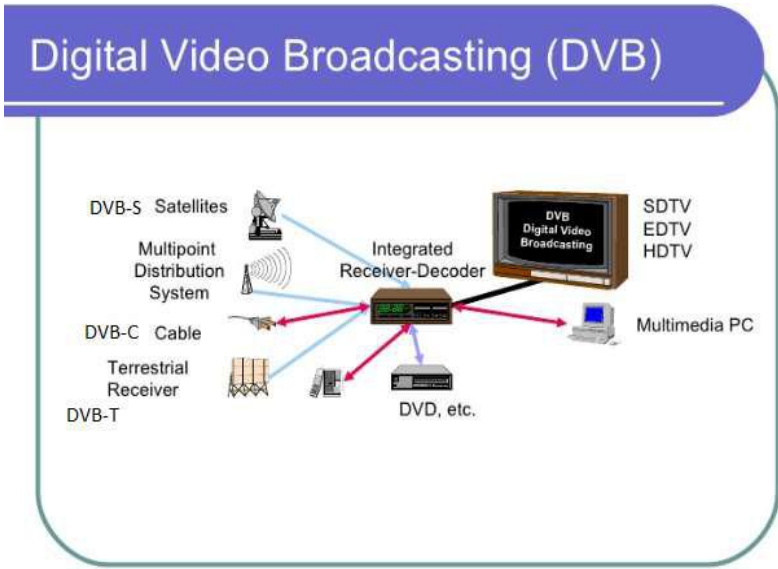 Digital Video Broadcasting (DVB)
DVB-S Satellites
Multipoint
Distribution
System
DVB-C Cable
Terrestrial
Receiver
DVB-T
Integrated
Receiver-Decoder
DVD, etc.
DVB
Digital Video
Broadcasting
SDTV
EDTV
HDTV
Multimedia PC